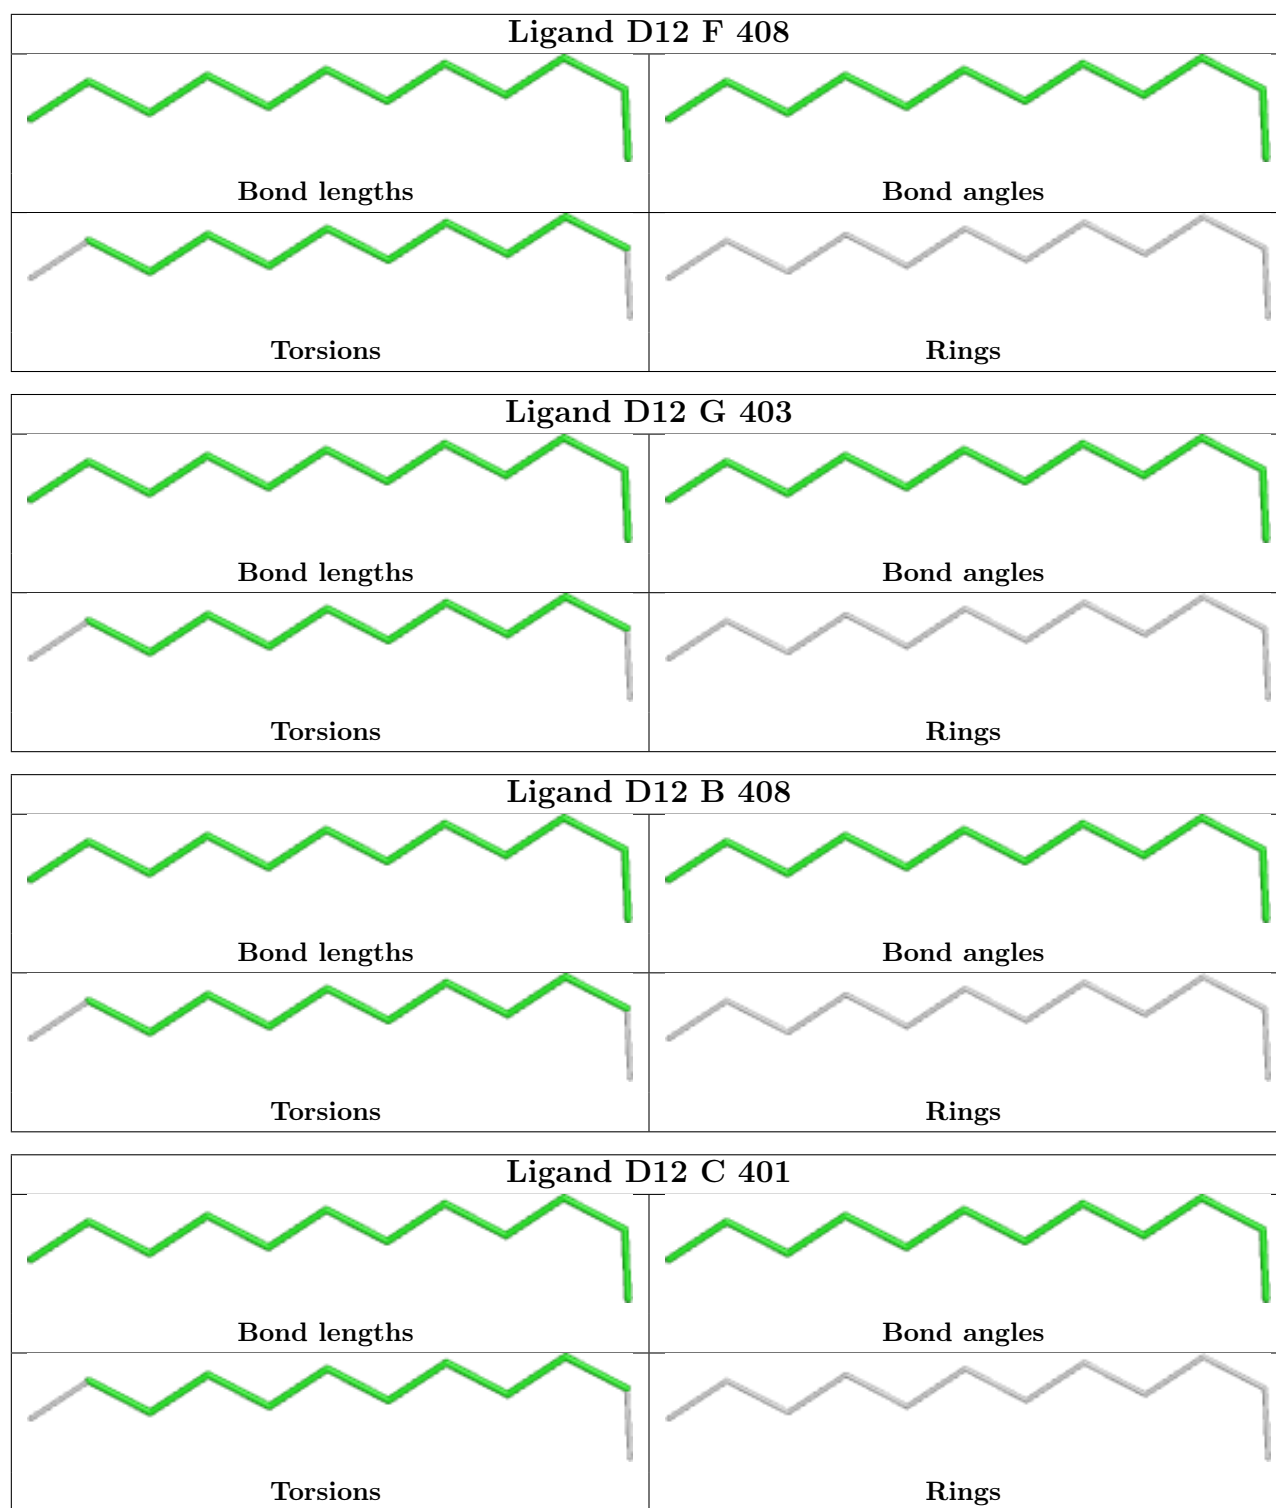 Ligand D12 F 408
Bond lengths
Bond angles
Torsions
Rings
Ligand D12 G 403
Bond lengths
Bond angles
Torsions
Rings
Ligand D12 B 408
Bond lengths
Bond angles
Torsions
Rings
Ligand D12 C 401
Bond lengths
Bond angles
Torsions
Rings